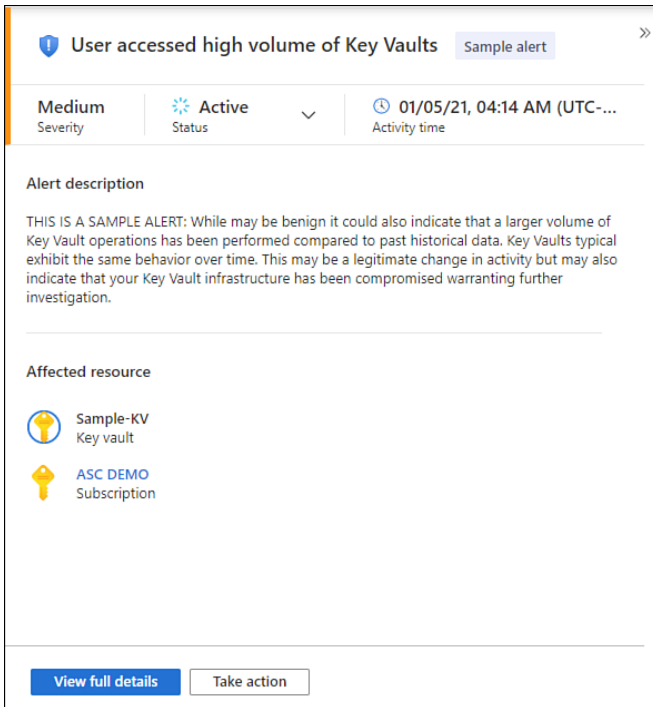 User accessed high volume of Key Vaults Sample alert
Medium Active 01/05/21, 04:14 AM (UTC-...
Severity Status Activity time
Alert description
THIS IS A SAMPLE ALERT: While may be benign it could also indicate that a larger volume of
Key Vault operations has been performed compared to past historical data. Key Vaults typical
exhibit the same behavior over time. This may be a legitimate change in activity but may also
indicate that your Key Vault infrastructure has been compromised warranting further
investigation.
Affected resource
Sample-KV
Key vault
ASC DEMO
Subscription
View full details Take action